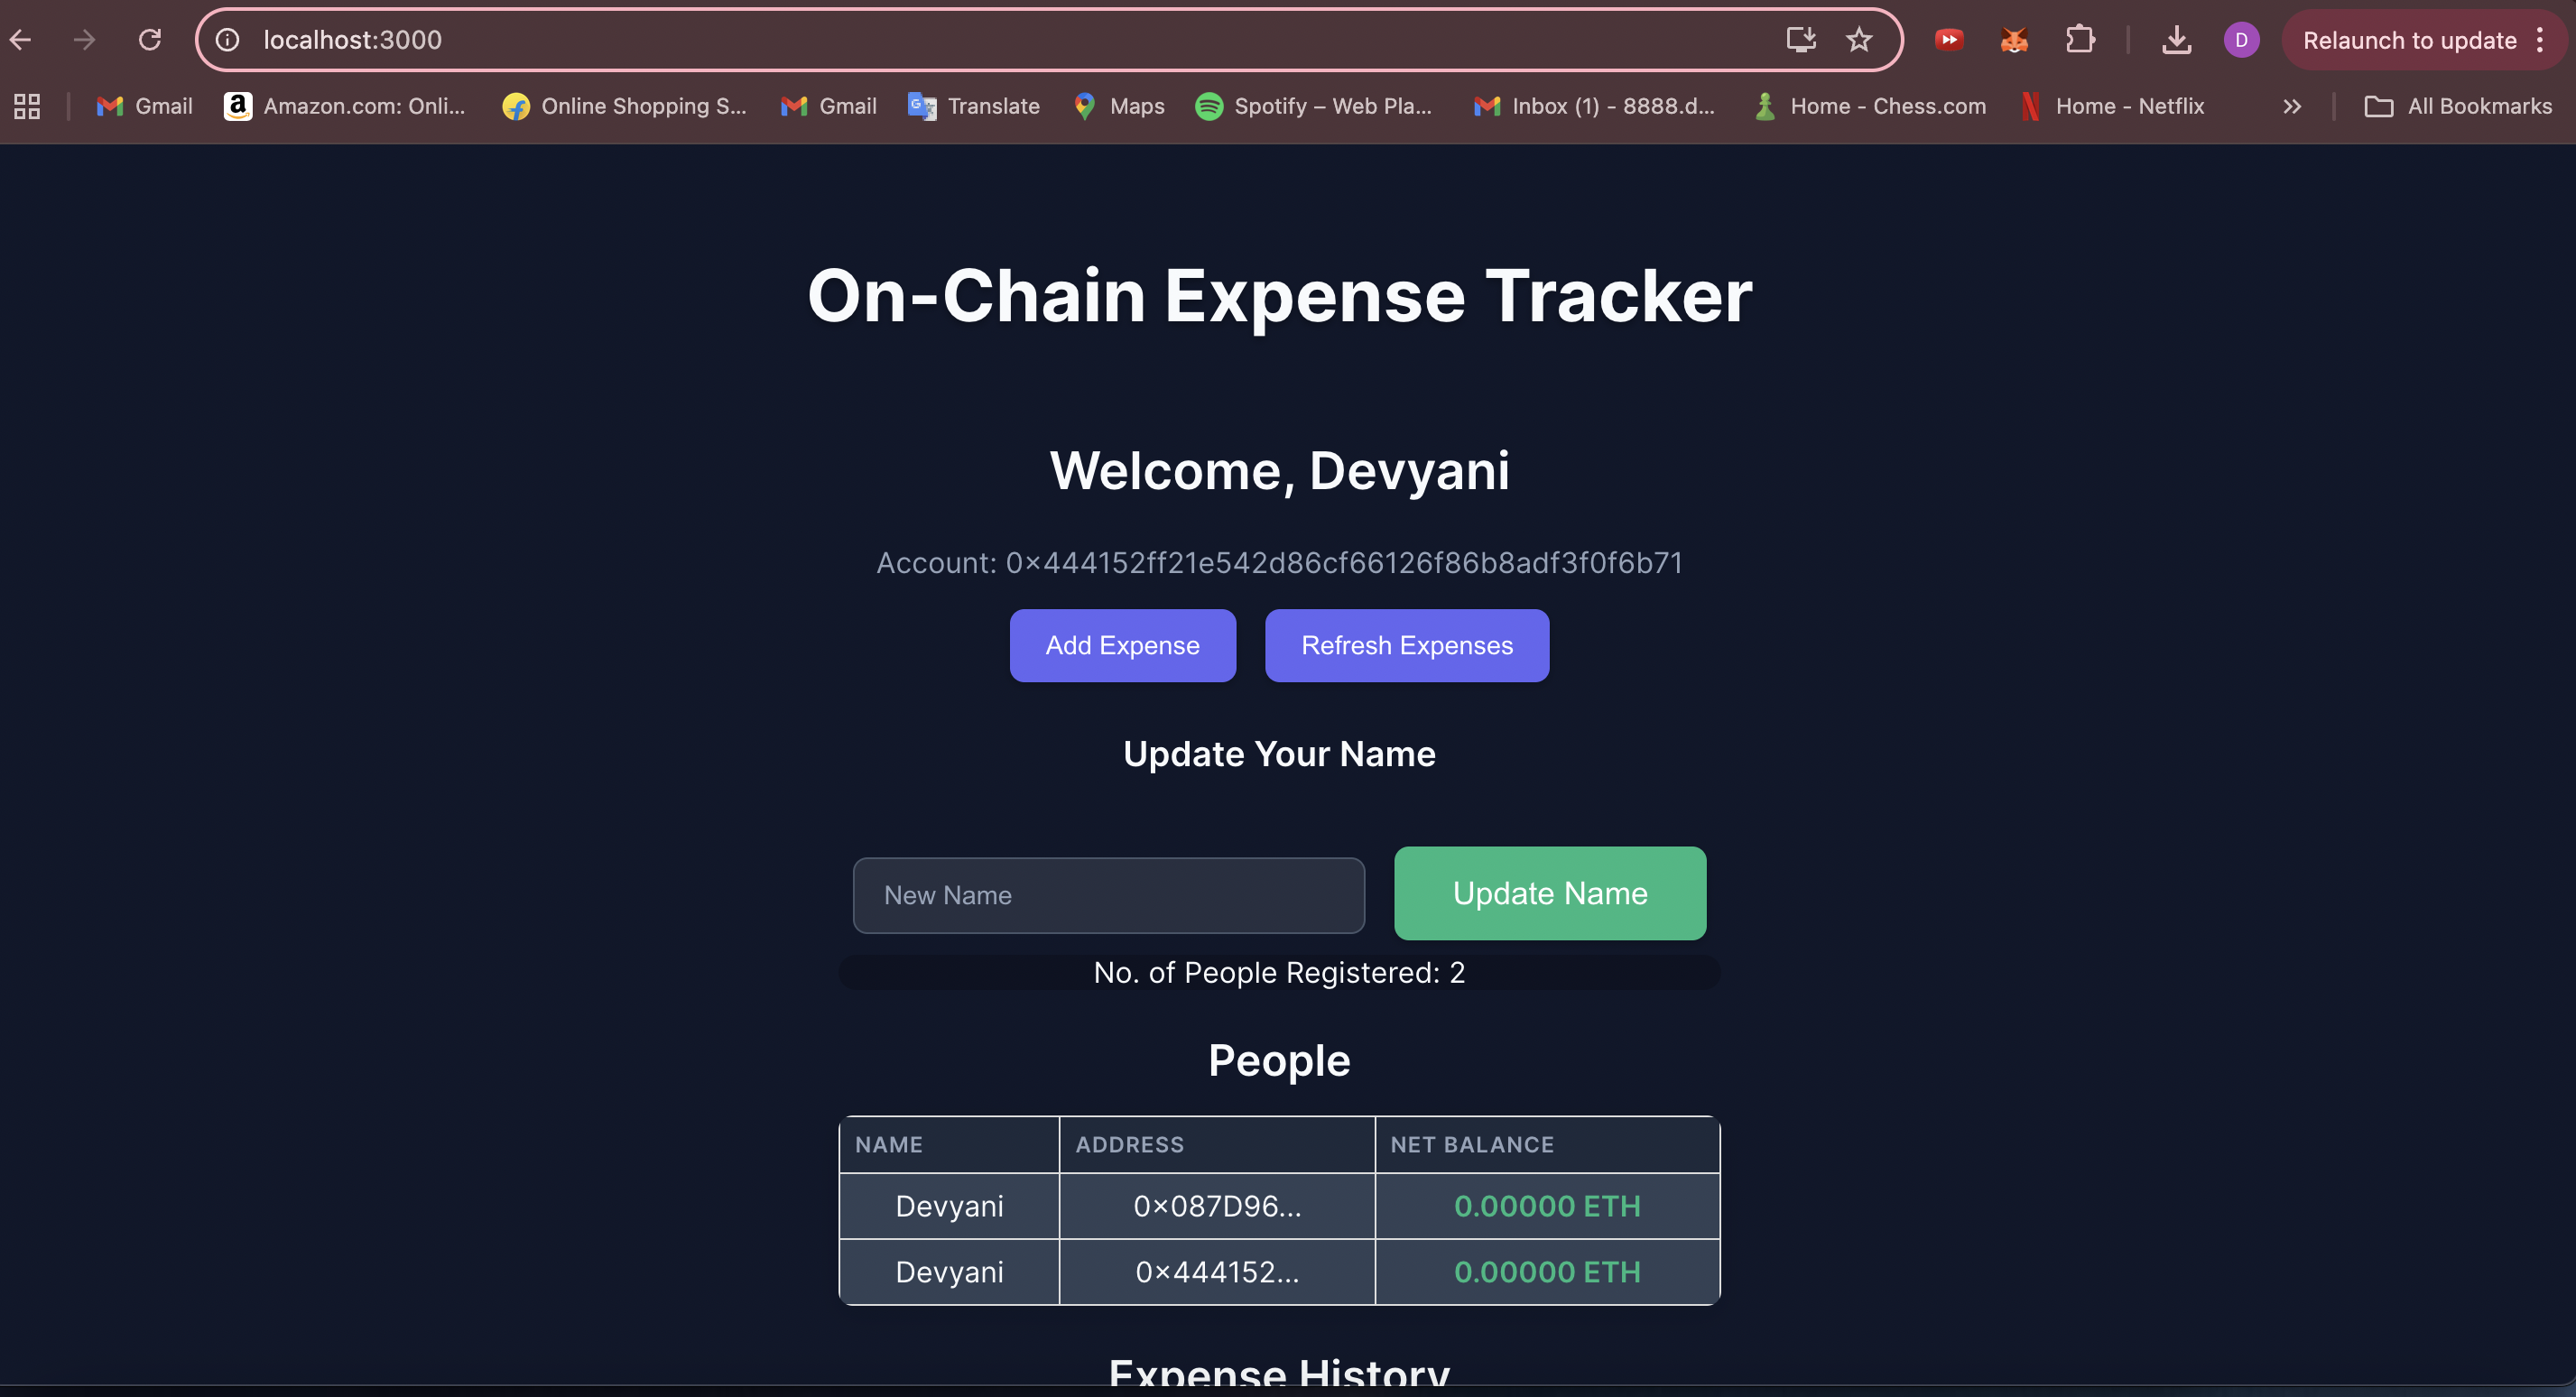 localhost:3000
Relaunch to update
D
Gmail
Amazon.com: Onli...
Online Shopping S...
Gmail
Translate
Maps
Spotify – Web Pla...
Inbox (1) - 8888.d...
Home - Chess.com
Home - Netflix
All Bookmarks
On-Chain Expense Tracker
Welcome, Devyani
Account: 0x444152ff21e542d86cf66126f86b8adf3f0f6b71
Add Expense
Refresh Expenses
Update Your Name
New Name
Update Name
No. of People Registered: 2
People
NAME ADDRESS NET BALANCE
Devyani 0x087D96... 0.00000 ETH
Devyani 0x444152... 0.00000 ETH
Expense History